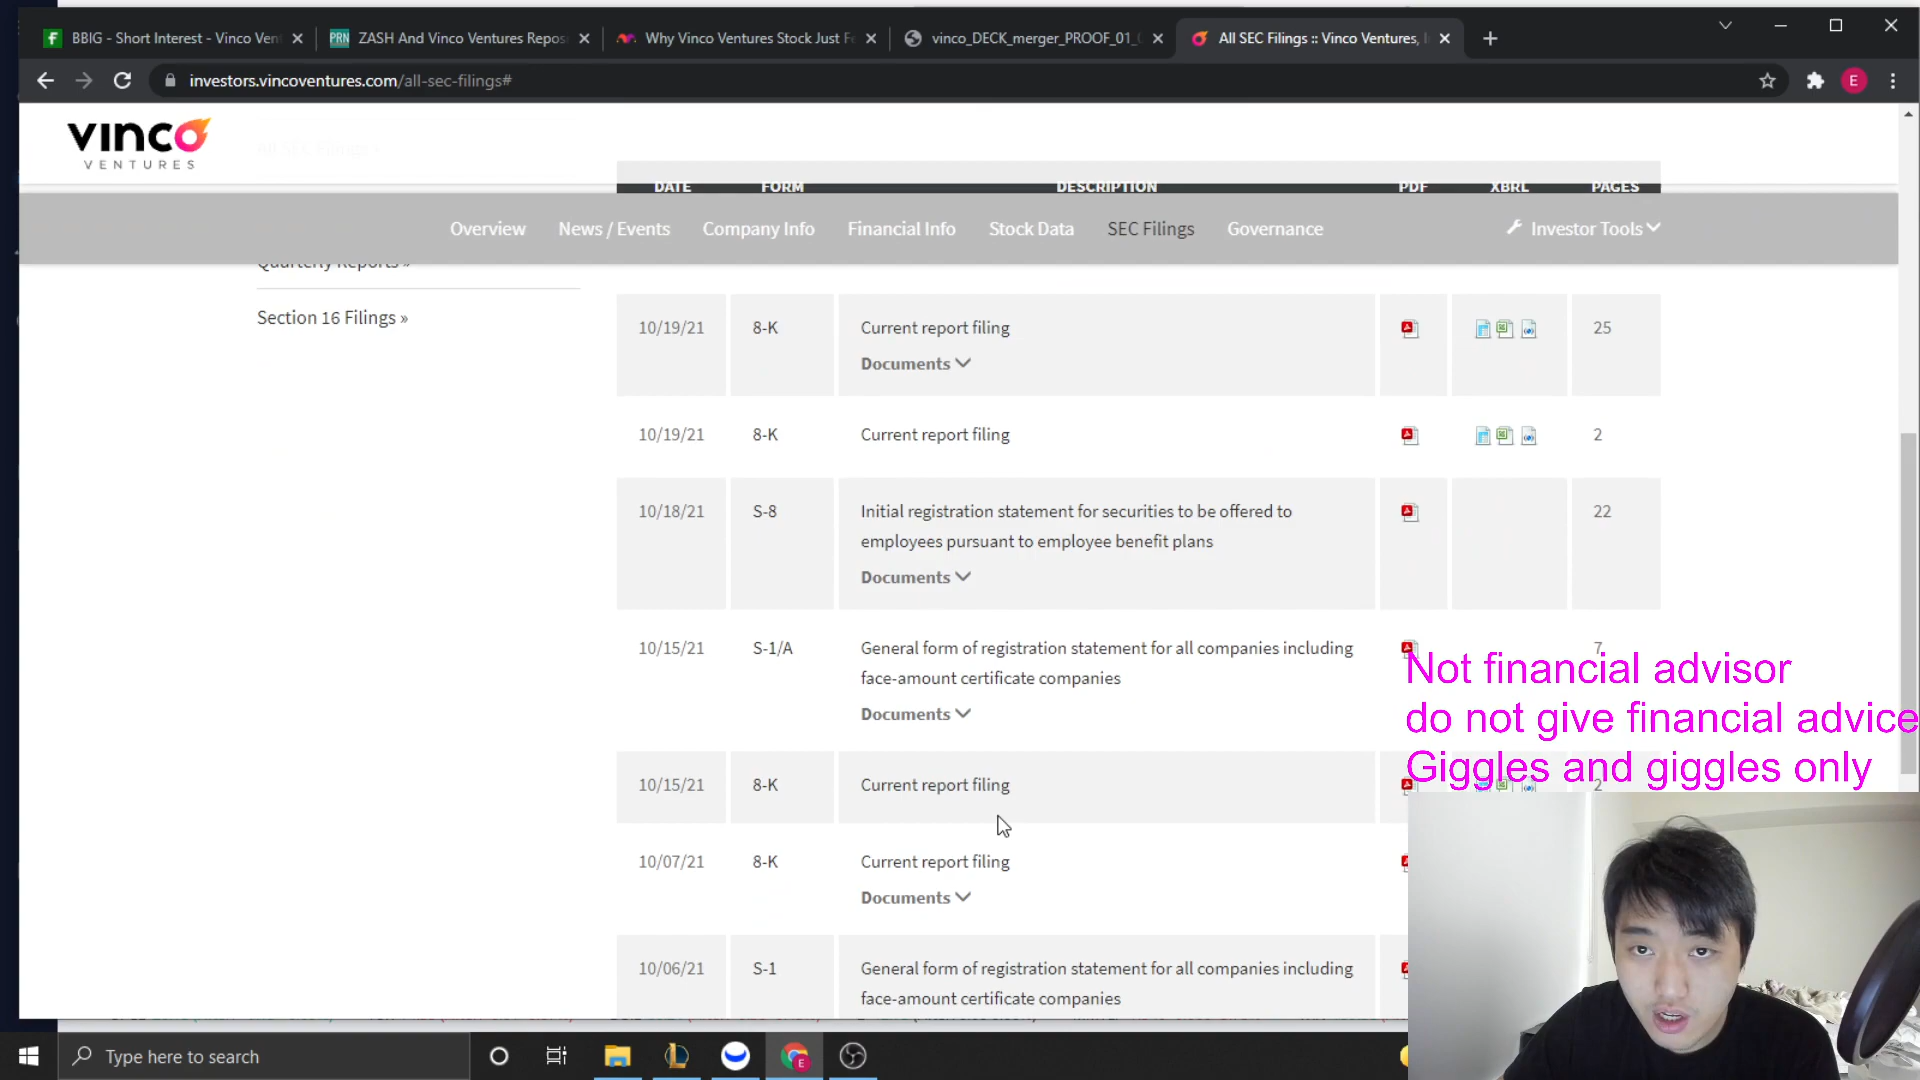 BBIG - Short Interest - Vinco Ven
ZASH And Vinco Ventures Repos
Why Vinco Ventures Stock Just Fe
vinco_DECK_merger_PROOF_01_
All SEC Filings :: Vinco Ventures, I
investors.vincoventures.com/all-sec-filings#
E
vinco
VENTURES
All SEC Filings »
DATE FORM DESCRIPTION PDF XBRL PAGES
Overview News / Events Company Info Financial Info Stock Data SEC Filings Governance Investor Tools
Quarterly Reports »
Section 16 Filings »
10/19/21 8-K Current report filing 25
Documents
10/19/21 8-K Current report filing 2
10/18/21 S-8 Initial registration statement for securities to be offered to 22
employees pursuant to employee benefit plans
Documents
10/15/21 S-1/A General form of registration statement for all companies including 7
face-amount certificate companies
Documents
10/15/21 8-K Current report filing 2
10/07/21 8-K Current report filing
Documents
10/06/21 S-1 General form of registration statement for all companies including
face-amount certificate companies
Not financial advisor
do not give financial advice
Giggles and giggles only
Type here to search